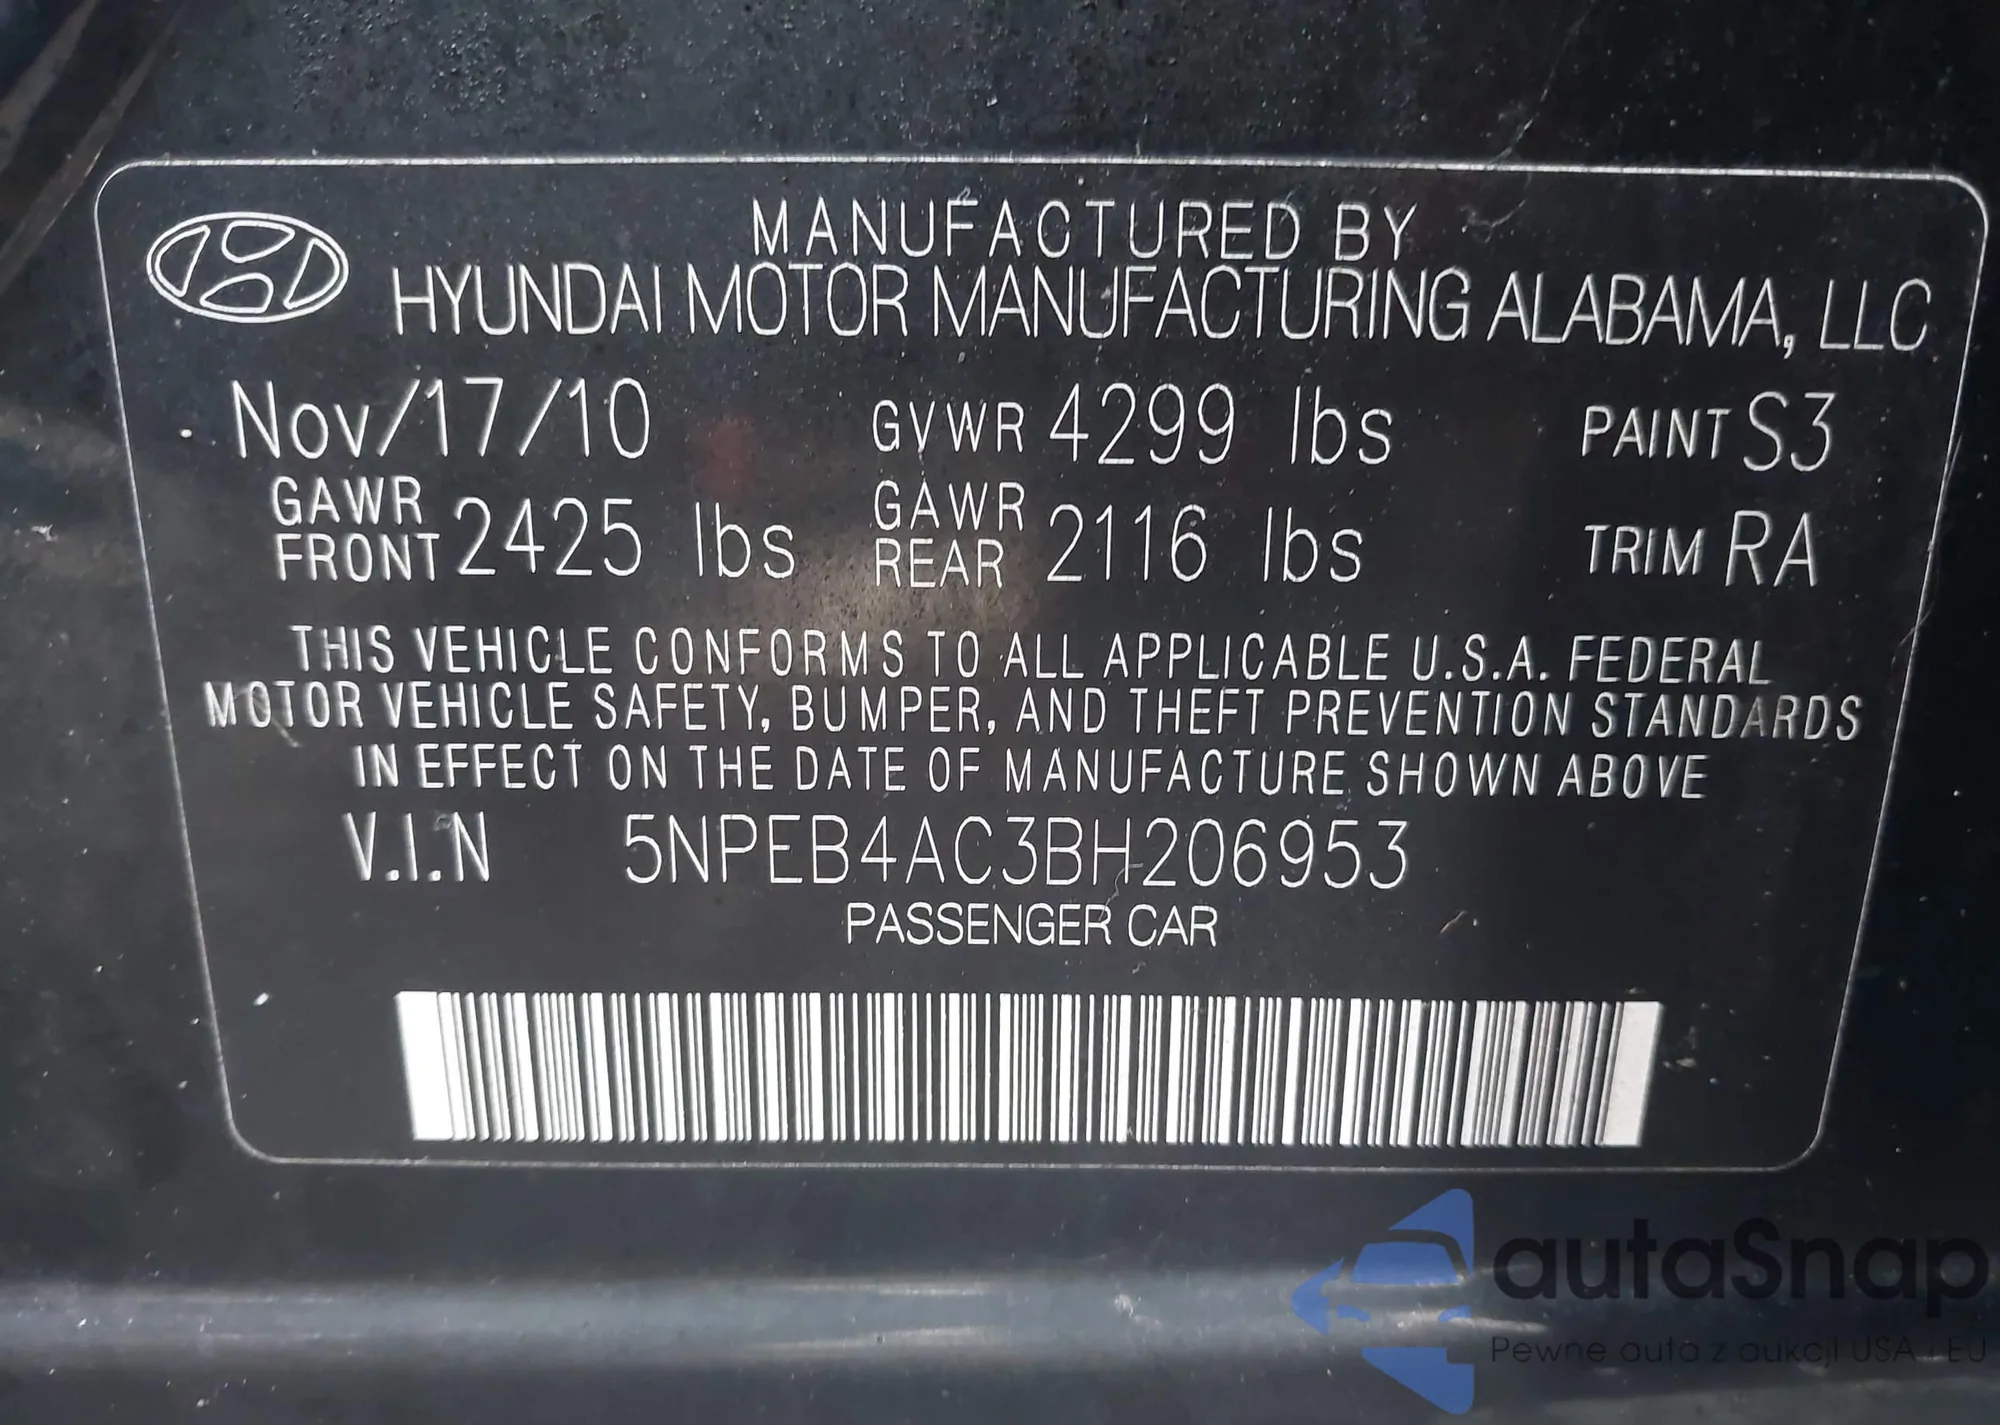 MANUFACTURED BY
HYUNDAI MOTOR MANUFACTURING ALABAMA, LLC
Nov/17/10 GVWR 4299 lbs PAINT S3
GAWR FRONT 2425 lbs GAWR REAR 2116 lbs TRIM RA
THIS VEHICLE CONFORMS TO ALL APPLICABLE U.S.A. FEDERAL
MOTOR VEHICLE SAFETY, BUMPER, AND THEFT PREVENTION STANDARDS
IN EFFECT ON THE DATE OF MANUFACTURE SHOWN ABOVE
V.I.N 5NPEB4AC3BH206953
PASSENGER CAR
autaSnap
Pewne auta z aukcji USA i EU